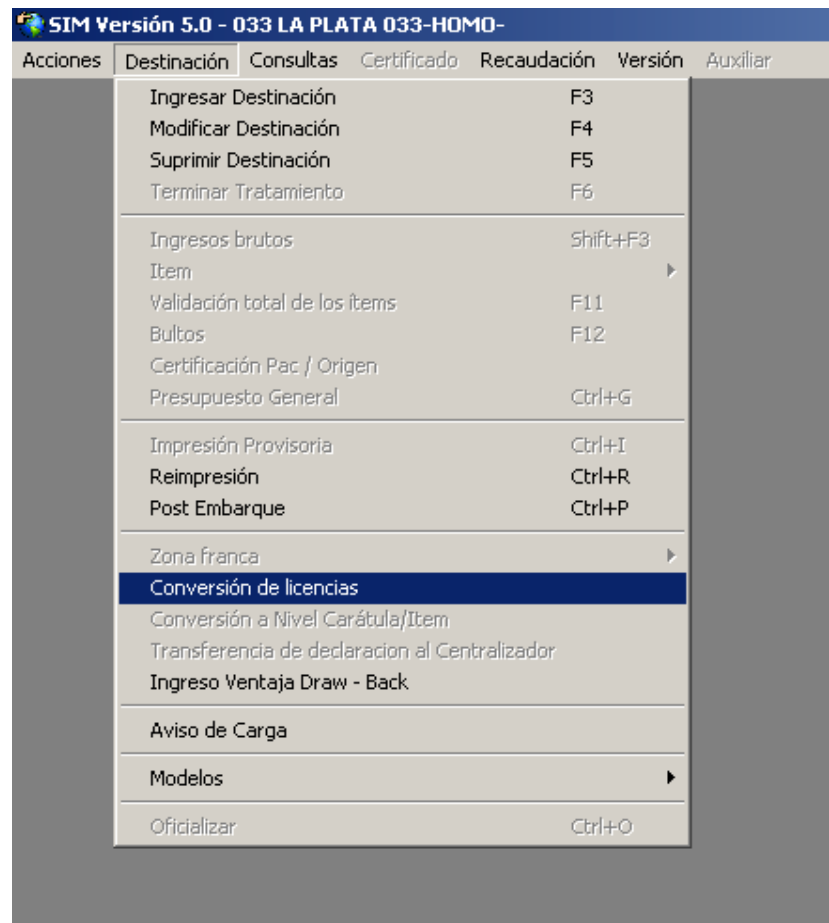 SIM Versión 5.0 - 033 LA PLATA 033-HOMO-
Acciones Destinación Consultas Certificado Recaudación Versión Auxiliar
Ingresar Destinación F3
Modificar Destinación F4
Suprimir Destinación F5
Terminar Tratamiento F6
Ingresos brutos Shift+F3
Item
Validación total de los ítems F11
Bultos F12
Certificación Pac / Origen
Presupuesto General Ctrl+G
Impresión Provisoria Ctrl+I
Reimpresión Ctrl+R
Post Embarque Ctrl+P
Zona franca
Conversión de licencias
Conversión a Nivel Carátula/Item
Transferencia de declaracion al Centralizador
Ingreso Ventaja Draw - Back
Aviso de Carga
Modelos
Oficializar Ctrl+O